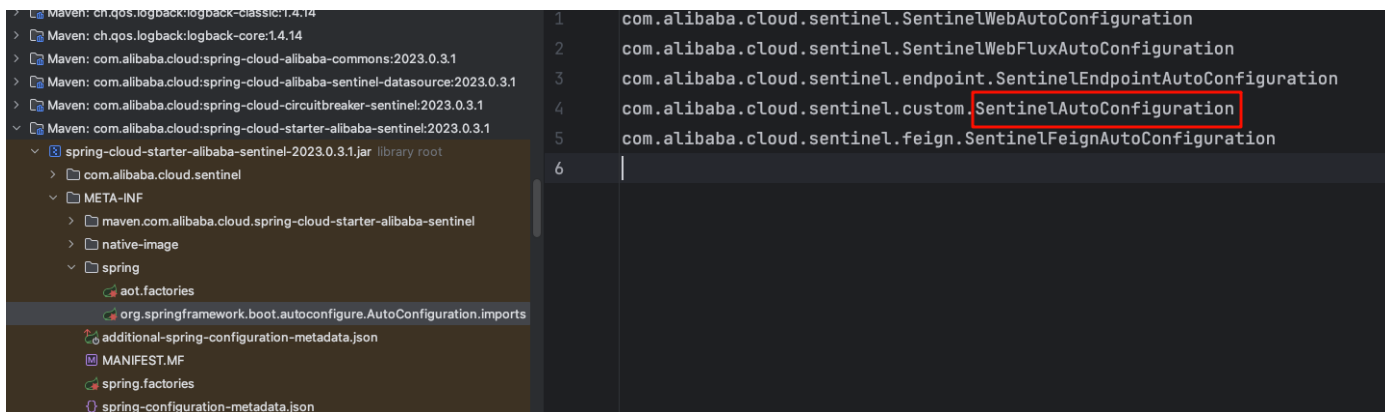 Maven: ch.qos.logback:logback-classic:1.4.14
Maven: ch.qos.logback:logback-core:1.4.14
Maven: com.alibaba.cloud:spring-cloud-alibaba-commons:2023.0.3.1
Maven: com.alibaba.cloud:spring-cloud-alibaba-sentinel-datasource:2023.0.3.1
Maven: com.alibaba.cloud:spring-cloud-circuitbreaker-sentinel:2023.0.3.1
Maven: com.alibaba.cloud:spring-cloud-starter-alibaba-sentinel:2023.0.3.1
spring-cloud-starter-alibaba-sentinel-2023.0.3.1.jar library root
com.alibaba.cloud.sentinel
META-INF
maven.com.alibaba.cloud.spring-cloud-starter-alibaba-sentinel
native-image
spring
aot.factories
org.springframework.boot.autoconfigure.AutoConfiguration.imports
additional-spring-configuration-metadata.json
MANIFEST.MF
spring.factories
spring-configuration-metadata.json
1 com.alibaba.cloud.sentinel.SentinelWebAutoConfiguration
2 com.alibaba.cloud.sentinel.SentinelWebFluxAutoConfiguration
3 com.alibaba.cloud.sentinel.endpoint.SentinelEndpointAutoConfiguration
4 com.alibaba.cloud.sentinel.custom.SentinelAutoConfiguration
5 com.alibaba.cloud.sentinel.feign.SentinelFeignAutoConfiguration
6